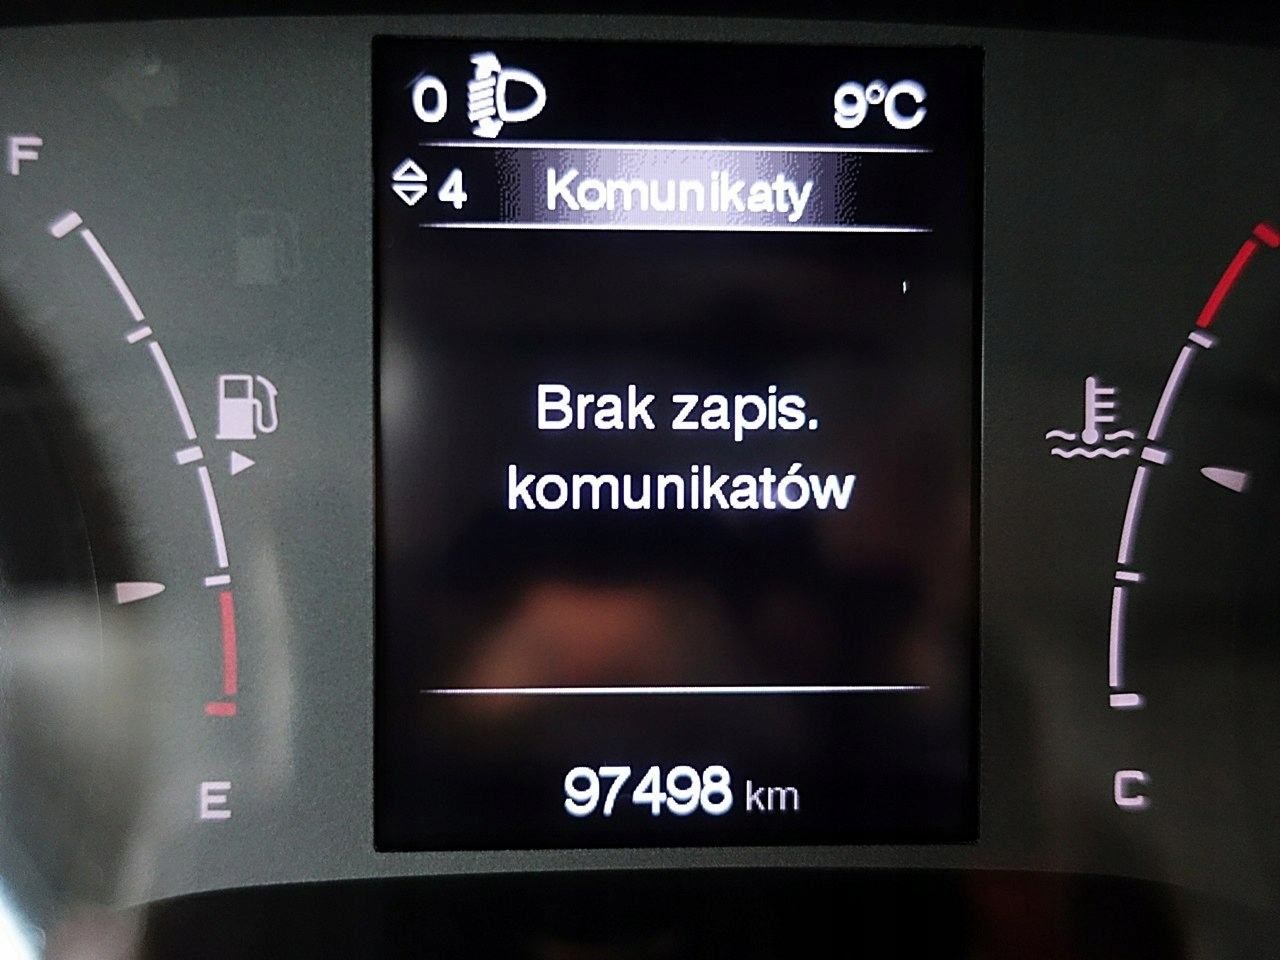 0 9°C
F
4 Komunikaty
Brak zapis.
komunikatów
E
97498 km
C